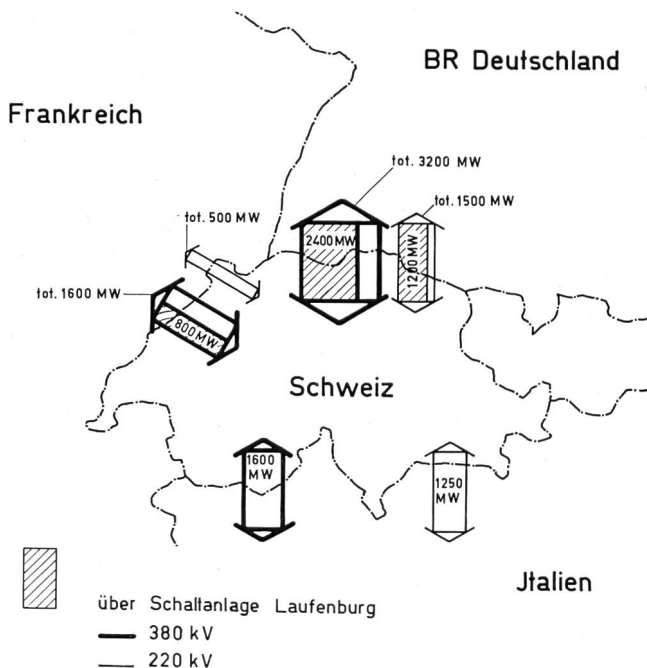 BR Deutschland
Frankreich
tot. 3200 MW
tot. 1500 MW
tot. 500 MW
2400 MW
1200 MW
tot. 1600 MW
800 MW
Schweiz
1600
MW
1250
MW
Jtalien
über Schaltanlage Laufenburg
380 kV
220 kV